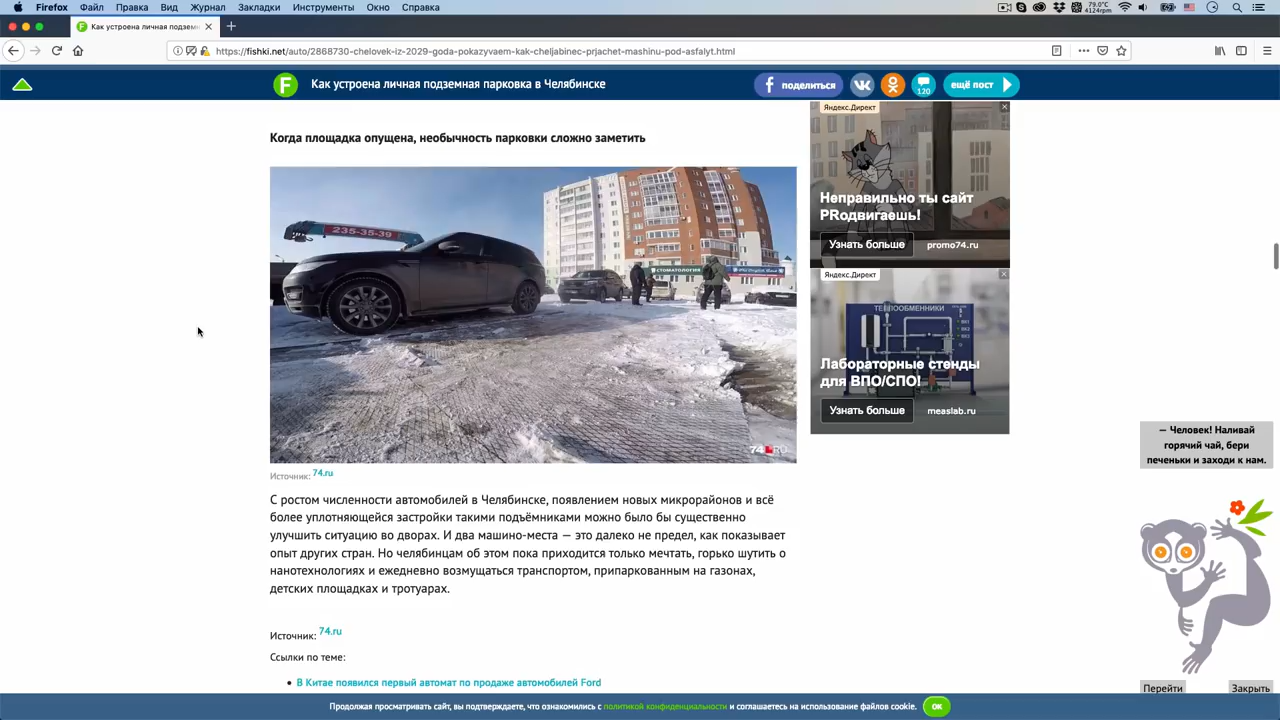 Firefox Файл Правка Вид Журнал Закладки Инструменты Окно Справка
79.0°C
4124rpm
Как устроена личная подзем
https://fishki.net/auto/2868730-chelovek-iz-2029-goda-pokazyvaem-kak-cheljabinec-prjachet-mashinu-pod-asfalyt.html
F Как устроена личная подземная парковка в Челябинске
поделиться
120
ещё пост
Когда площадка опущена, необычность парковки сложно заметить
235-35-39
СТОМАТОЛОГИЯ
74.RU
Источник: 74.ru
С ростом численности автомобилей в Челябинске, появлением новых микрорайонов и всё
более уплотняющейся застройки такими подъёмниками можно было бы существенно
улучшить ситуацию во дворах. И два машино-места — это далеко не предел, как показывает
опыт других стран. Но челябинцам об этом пока приходится только мечтать, горько шутить о
нанотехнологиях и ежедневно возмущаться транспортом, припаркованным на газонах,
детских площадках и тротуарах.
Источник: 74.ru
Ссылки по теме:
• В Китае появился первый автомат по продаже автомобилей Ford
Яндекс.Директ
Неправильно ты сайт
PRодвигаешь!
Узнать больше promo74.ru
Яндекс.Директ
ТЕПЛООБМЕННИКИ
Лабораторные стенды
для ВПО/СПО!
Узнать больше measlab.ru
— Человек! Наливай
горячий чай, бери
печеньки и заходи к нам.
Перейти Закрыть
Продолжая просматривать сайт, вы подтверждаете, что ознакомились с политикой конфиденциальности и соглашаетесь на использование файлов cookie. ОК